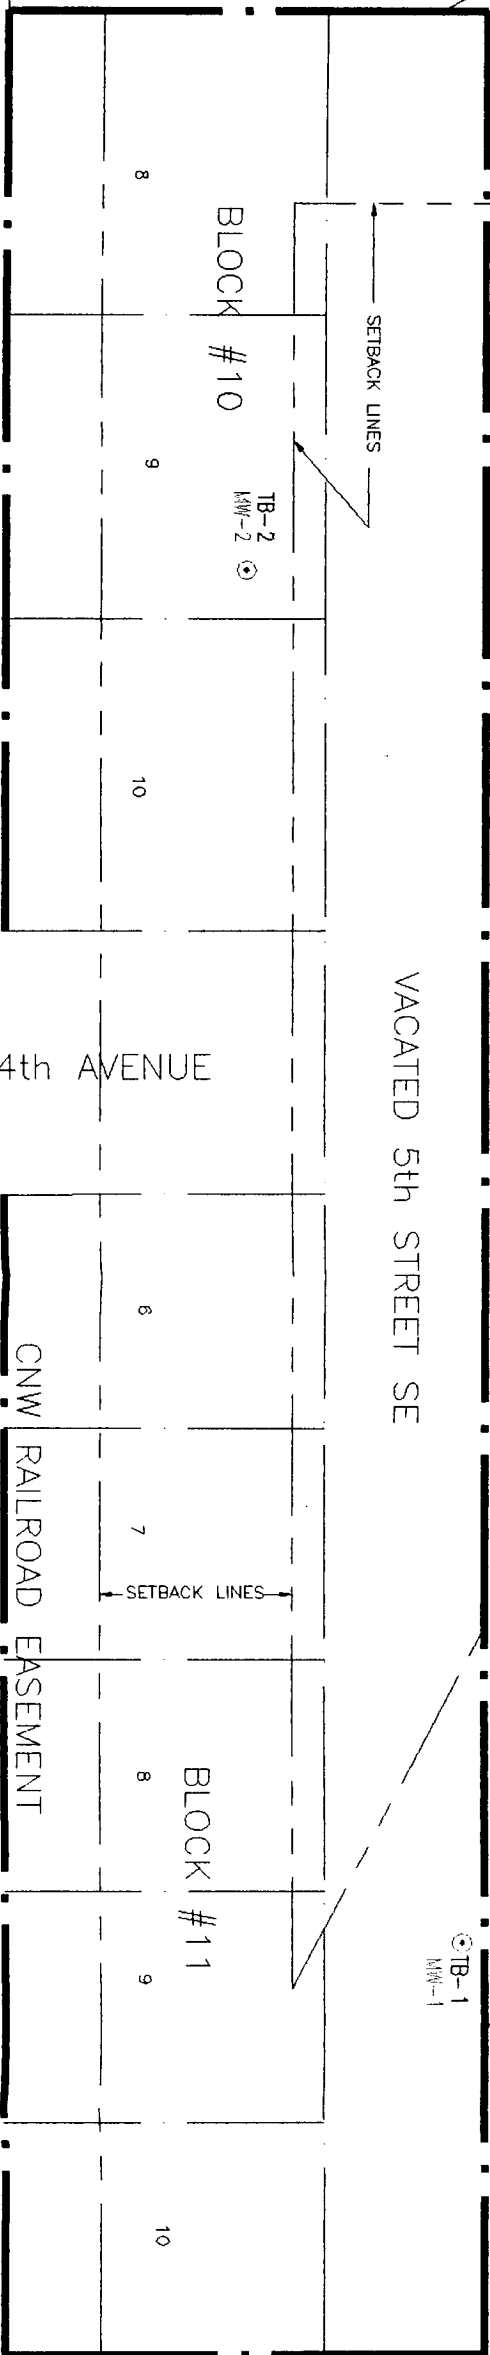 8
BLOCK #10
SETBACK LINES
9
TB-2
MW-2
10
VACATED 5th STREET SE
4th AVENUE
6
CNW RAILROAD EASEMENT
7
SETBACK LINES
8
BLOCK #11
9
TB-1
MW-1
10